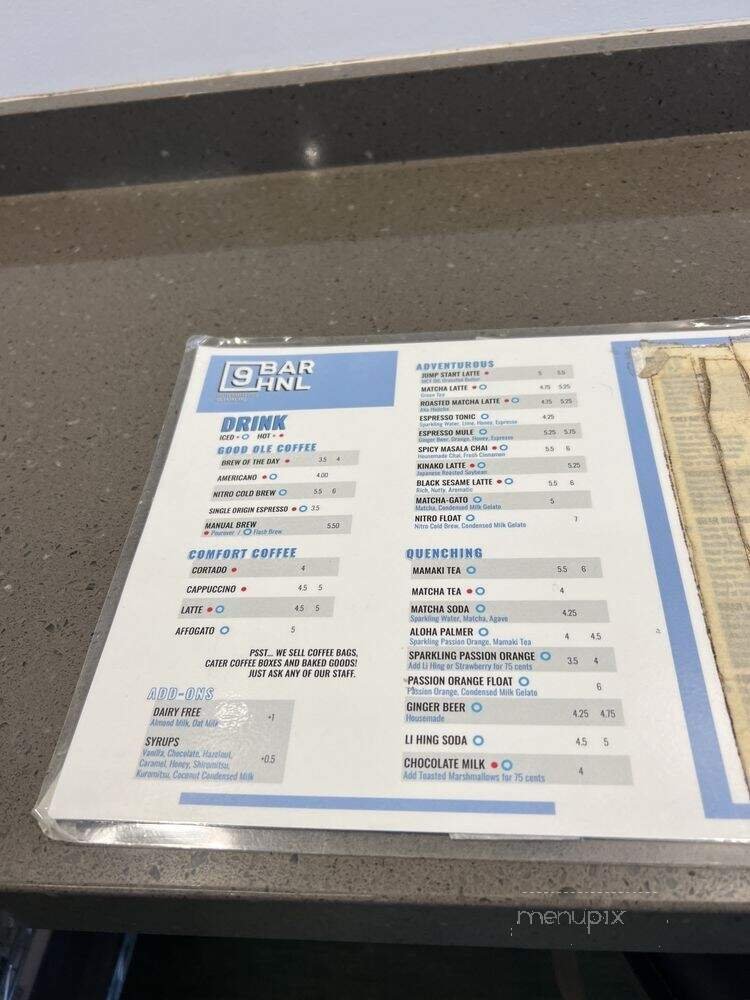 9 BAR
HNL
DRINK
ICED • HOT •
GOOD OLE COFFEE
BREW OF THE DAY 3.5 4
AMERICANO 4.00
NITRO COLD BREW 5.5 6
SINGLE ORIGIN ESPRESSO 3.5
MANUAL BREW 5.50
Pourover / Flash Brew
COMFORT COFFEE
CORTADO 4
CAPPUCCINO 4.5 5
LATTE 4.5 5
AFFOGATO 5
PSST... WE SELL COFFEE BAGS,
CATER COFFEE BOXES AND BAKED GOODS!
JUST ASK ANY OF OUR STAFF.
ADD-ONS
DAIRY FREE +1
Almond Milk, Oat Milk
SYRUPS +0.5
Vanilla, Chocolate, Hazelnut,
Caramel, Honey, Shiromitsu,
Kuromitsu, Coconut Condensed Milk
ADVENTUROUS
JUMP START LATTE 5 5.5
MCT Oil, Grassfed Butter
MATCHA LATTE 4.75 5.25
Green Tea
ROASTED MATCHA LATTE 4.75 5.25
Aka Hojicha
ESPRESSO TONIC 4.25
Sparkling Water, Lime, Honey, Espresso
ESPRESSO MULE 5.25 5.75
Ginger Beer, Orange, Honey, Espresso
SPICY MASALA CHAI 5.5 6
Housemade Chai, Fresh Cinnamon
KINAKO LATTE 5.25
Japanese Roasted Soybean
BLACK SESAME LATTE 5.5 6
Rich, Nutty, Aromatic
MATCHA-GATO 5
Matcha, Condensed Milk Gelato
NITRO FLOAT 7
Nitro Cold Brew, Condensed Milk Gelato
QUENCHING
MAMAKI TEA 5.5 6
MATCHA TEA 4
MATCHA SODA 4.25
Sparkling Water, Matcha, Agave
ALOHA PALMER 4 4.5
Sparkling Passion Orange, Mamaki Tea
SPARKLING PASSION ORANGE 3.5 4
Add Li Hing or Strawberry for 75 cents
PASSION ORANGE FLOAT 6
Passion Orange, Condensed Milk Gelato
GINGER BEER 4.25 4.75
Housemade
LI HING SODA 4.5 5
CHOCOLATE MILK 4
Add Toasted Marshmallows for 75 cents
menupix